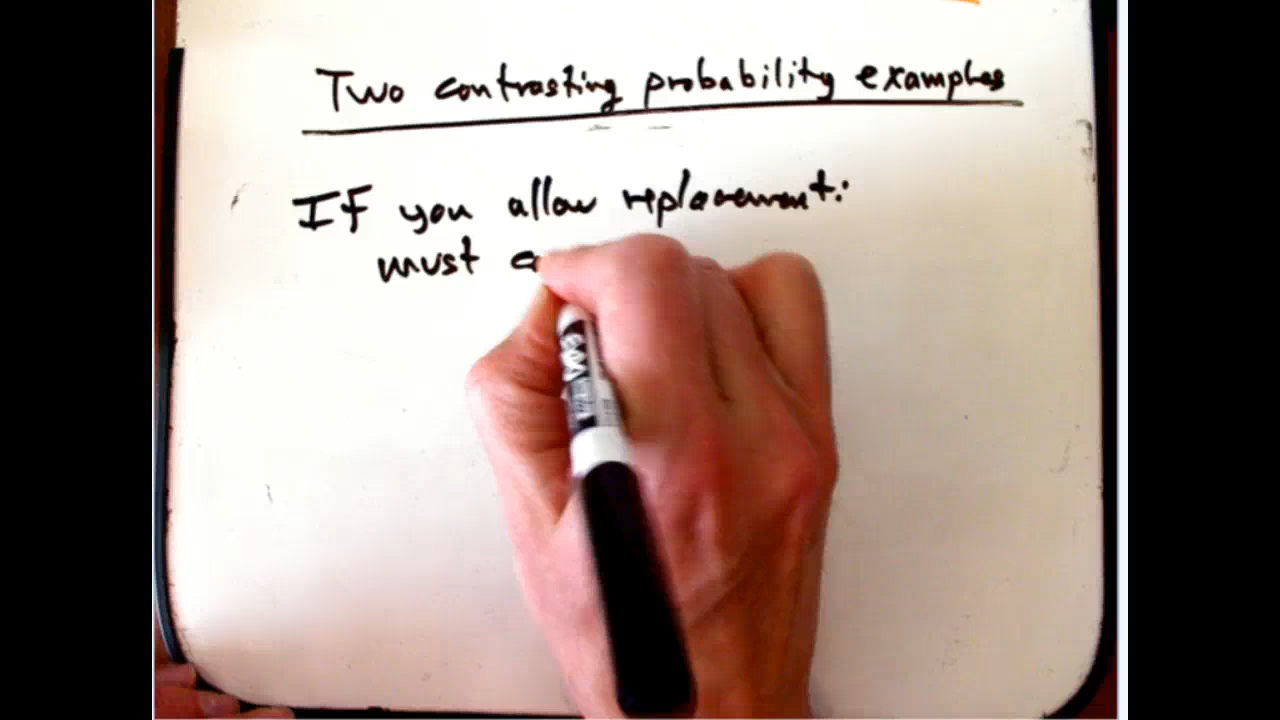 Two contrasting probability examples
If you allow replacement:
must